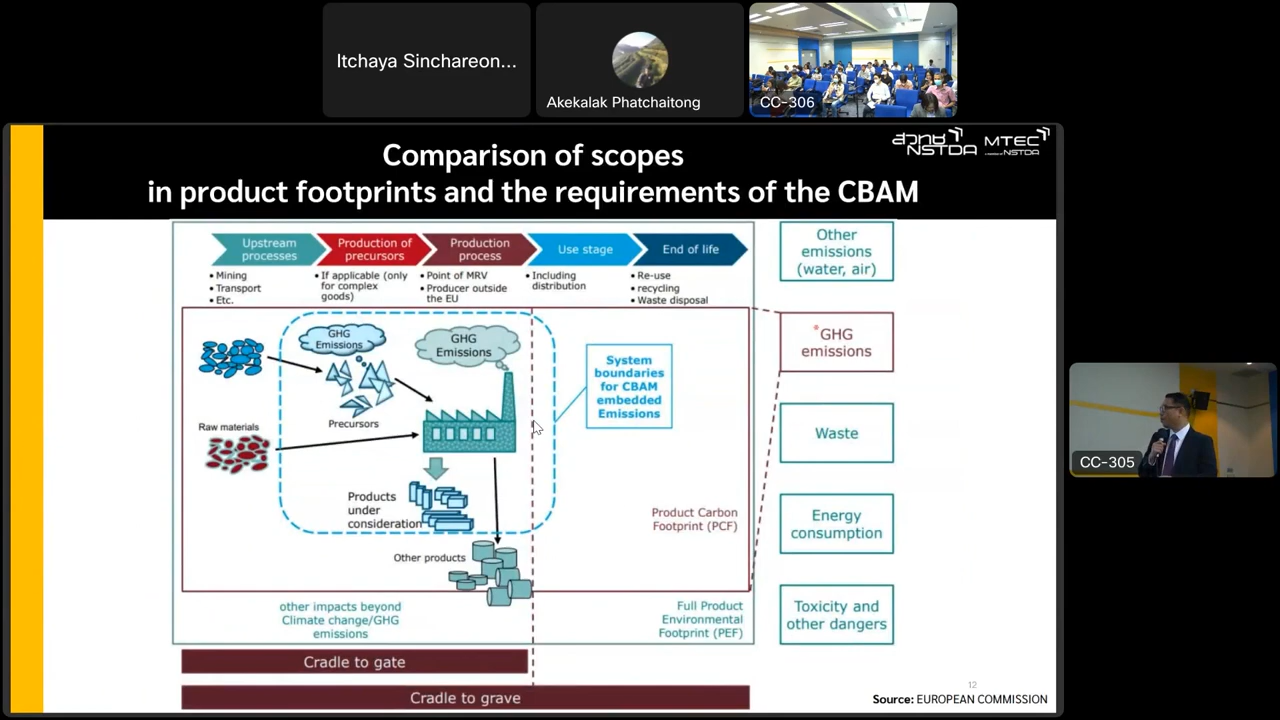 Itchaya Sinchareon...
Akekalak Phatchaitong
CC-306
Comparison of scopes
in product footprints and the requirements of the CBAM
สวทช
NSTDA
MTEC
a member of NSTDA
Upstream
processes
Production of
precursors
Production
process
Use stage
End of life
• Mining
• Transport
• Etc.
• If applicable (only
for complex
goods)
• Point of MRV
• Producer outside
the EU
• Including
distribution
• Re-use
• recycling
• Waste disposal
Other
emissions
(water, air)
GHG
Emissions
GHG
Emissions
GHG
emissions
System
boundaries
for CBAM
embedded
Emissions
Precursors
Raw materials
Waste
CC-305
Products
under
consideration
Product Carbon
Footprint (PCF)
Energy
consumption
Other products
other impacts beyond
Climate change/GHG
emissions
Full Product
Environmental
Footprint (PEF)
Toxicity and
other dangers
Cradle to gate
Cradle to grave
12
Source: EUROPEAN COMMISSION